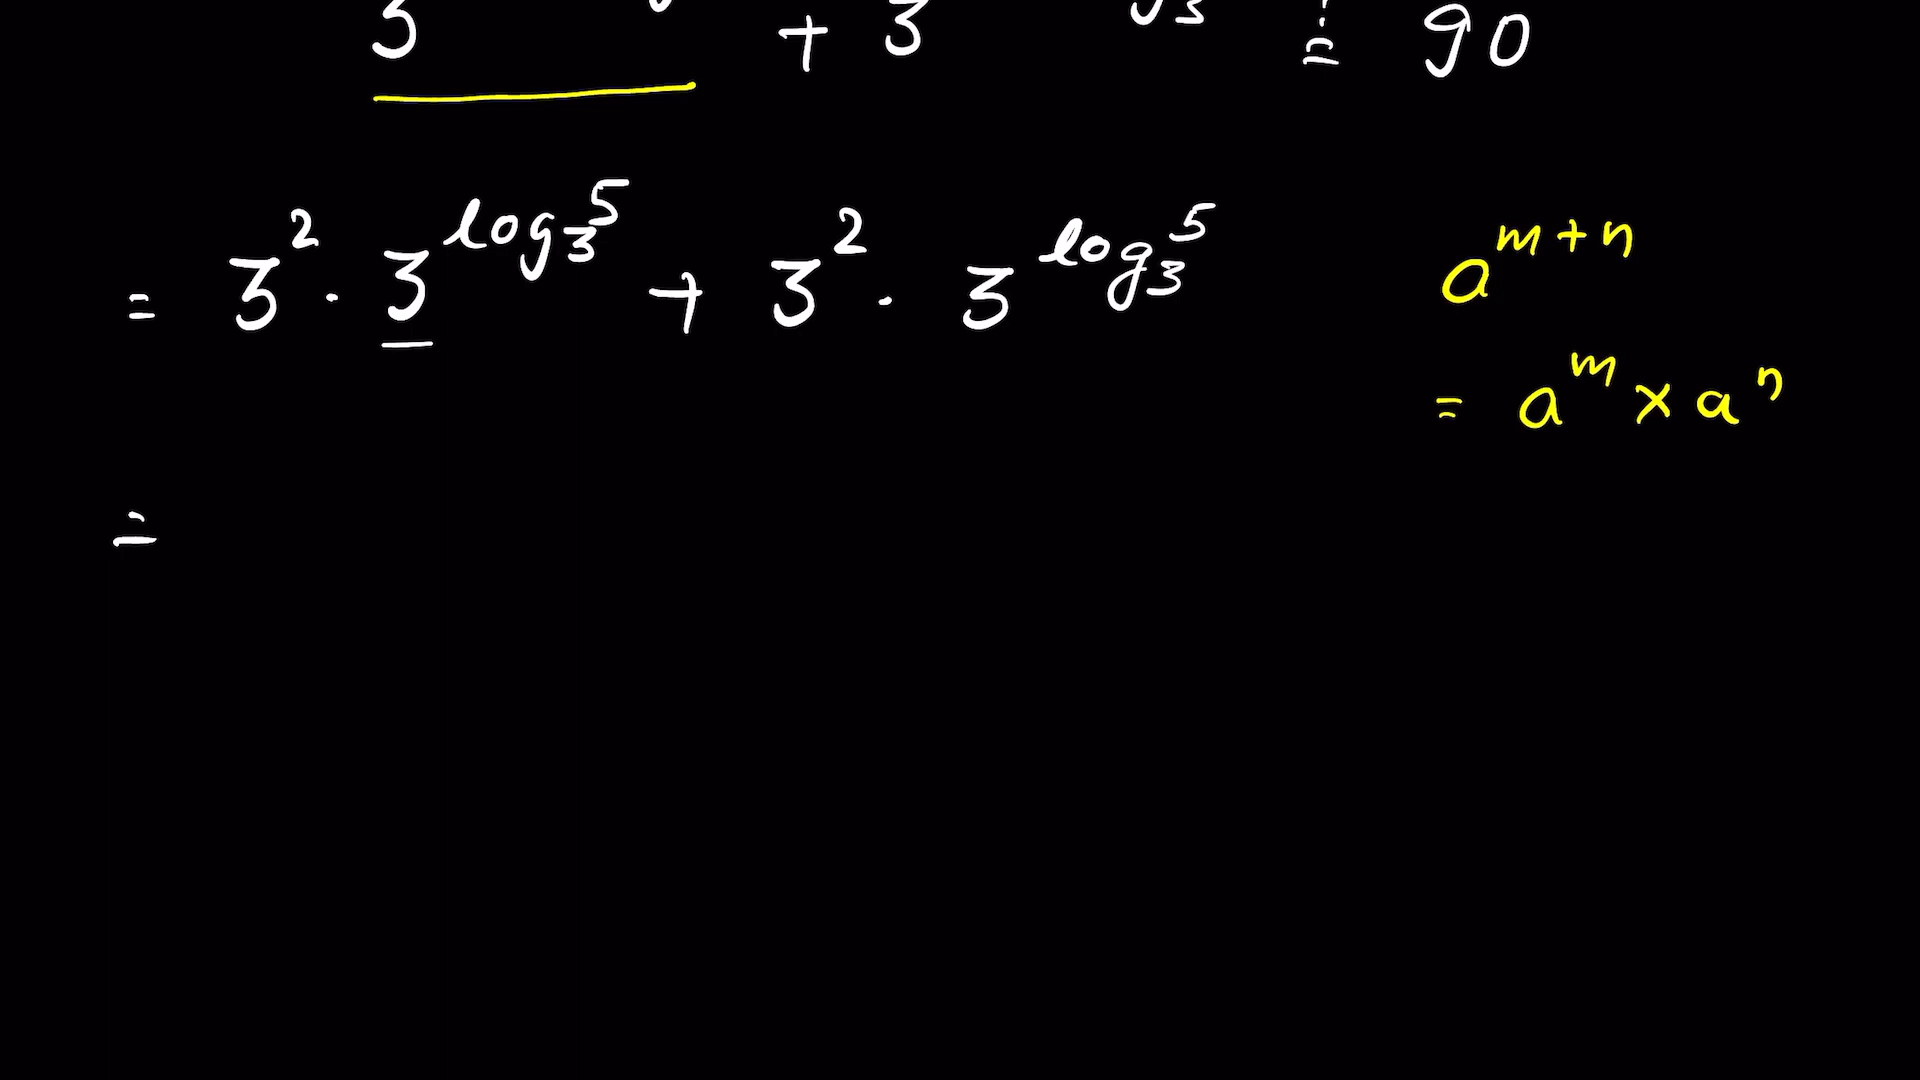 3 + 3 = 90
= 3² · 3^log₃5 + 3² · 3^log₃5
a^m+n
= a^m × a^n
=